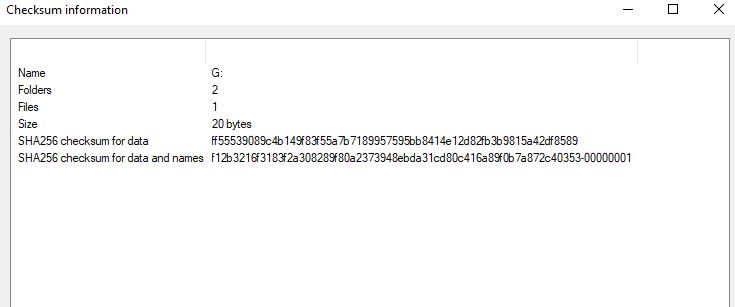 Checksum information
Name G:
Folders 2
Files 1
Size 20 bytes
SHA256 checksum for data ff55539089c4b149f83f55a7b7189957595bb8414e12d82fb3b9815a42df8589
SHA256 checksum for data and names f12b3216f3183f2a308289f80a2373948ebda31cd80c416a89f0b7a872c40353-00000001